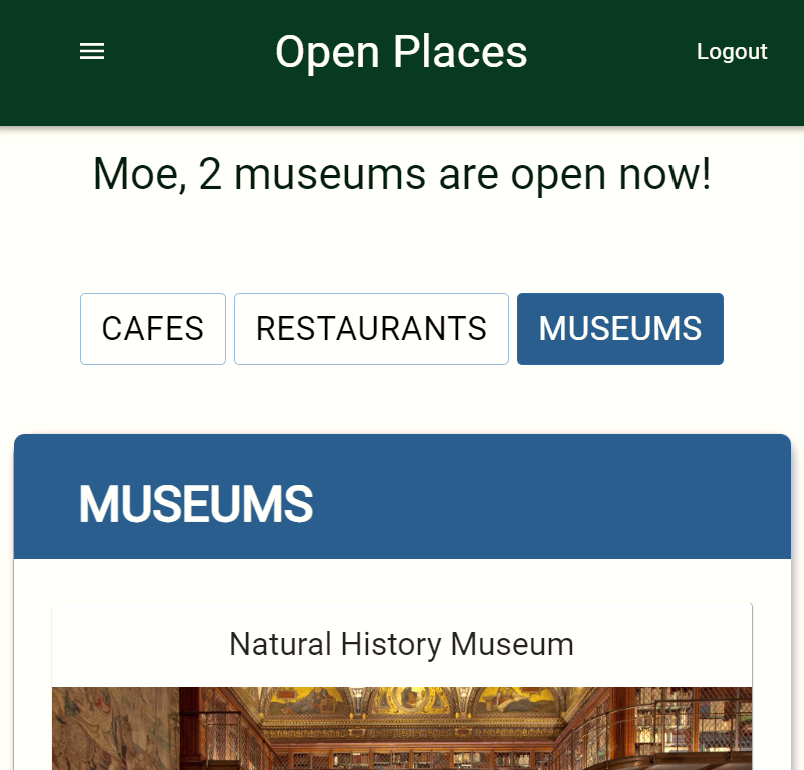 Open Places
Logout
Moe, 2 museums are open now!
CAFES
RESTAURANTS
MUSEUMS
MUSEUMS
Natural History Museum